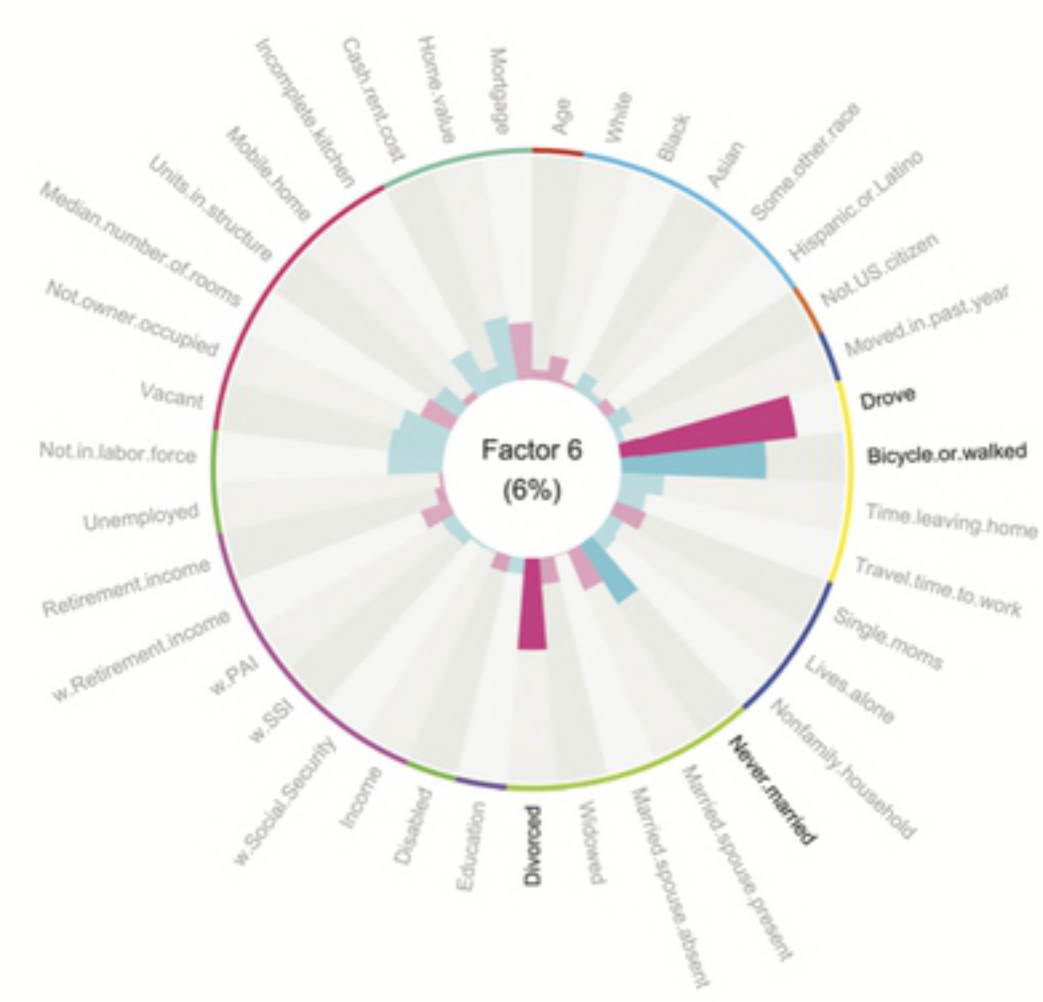 Factor 6
(6%)
Age
White
Black
Asian
Some.other.race
Hispanic.or.Latino
Not.US.citizen
Moved.in.past.year
Drove
Bicycle.or.walked
Time.leaving.home
Travel.time.to.work
Single.moms
Lives.alone
Nonfamily.household
Never.married
Married.spouse.present
Married.spouse.absent
Widowed
Divorced
Education
Disabled
Income
w.Social.Security
w.SSI
w.PAI
w.Retirement.income
Retirement.income
Unemployed
Not.in.labor.force
Vacant
Not.owner.occupied
Median.number.of.rooms
Units.in.structure
Mobile.home
Incomplete.kitchen
Cash.rent.cost
Home.value
Mortgage